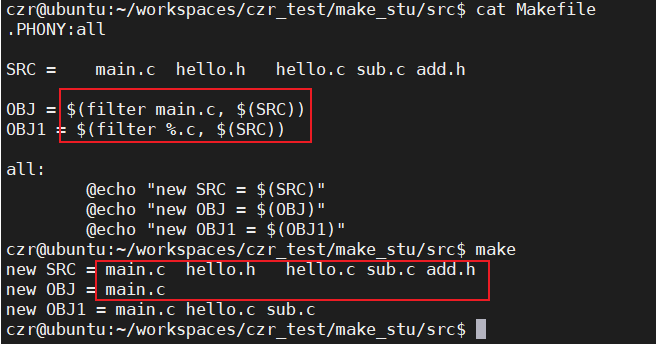 czr@ubuntu:~/workspaces/czr_test/make_stu/src$ cat Makefile
.PHONY:all
SRC =    main.c  hello.h   hello.c sub.c add.h
OBJ = $(filter main.c, $(SRC))
OBJ1 = $(filter %.c, $(SRC))
all:
        @echo "new SRC = $(SRC)"
        @echo "new OBJ = $(OBJ)"
        @echo "new OBJ1 = $(OBJ1)"
czr@ubuntu:~/workspaces/czr_test/make_stu/src$ make
new SRC = main.c  hello.h   hello.c sub.c add.h
new OBJ = main.c
new OBJ1 = main.c hello.c sub.c
czr@ubuntu:~/workspaces/czr_test/make_stu/src$